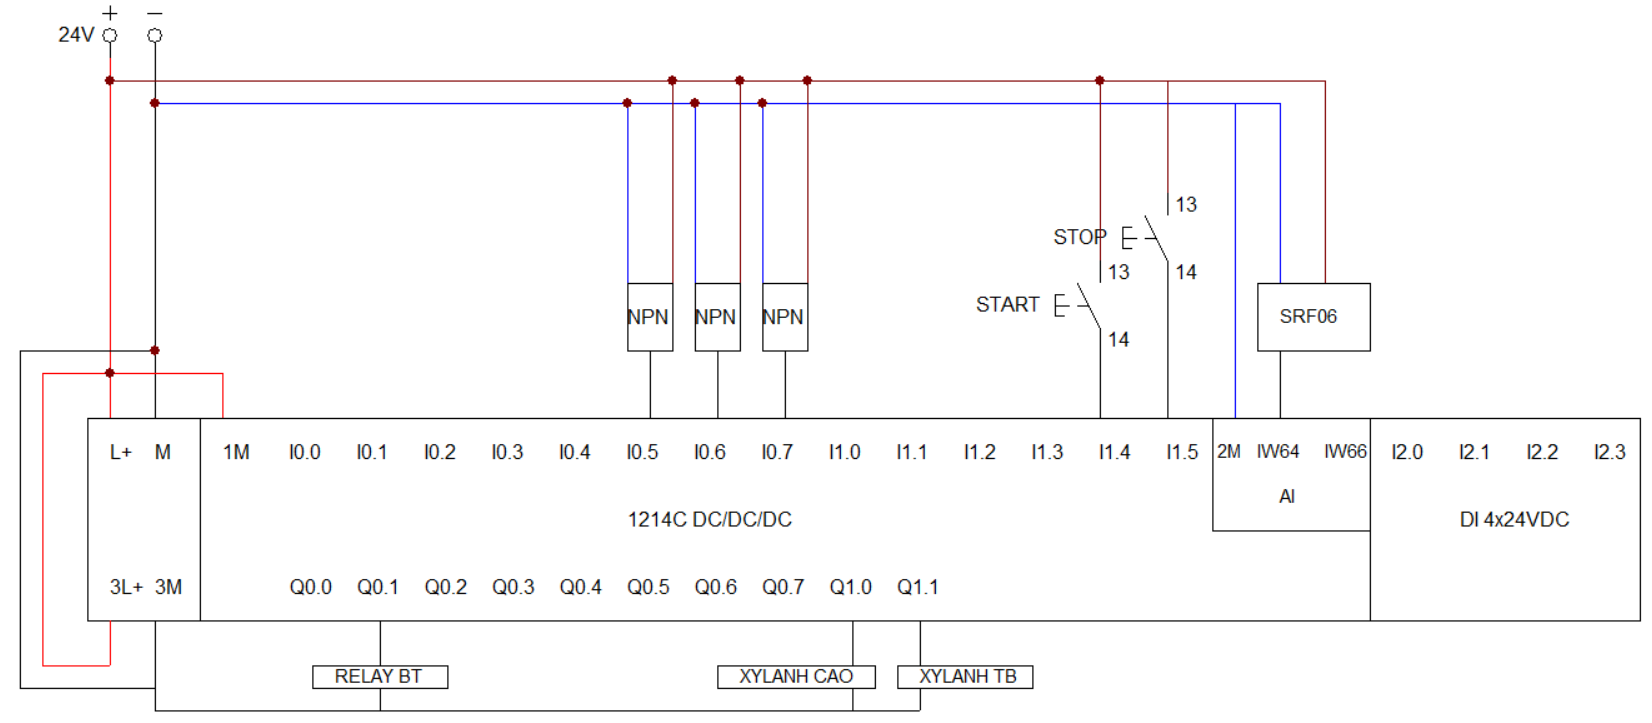 + −
24V
13
STOP
13 14
START
NPN NPN NPN SRF06
14
L+ M 1M I0.0 I0.1 I0.2 I0.3 I0.4 I0.5 I0.6 I0.7 I1.0 I1.1 I1.2 I1.3 I1.4 I1.5 2M IW64 IW66 I2.0 I2.1 I2.2 I2.3
AI
1214C DC/DC/DC DI 4x24VDC
3L+ 3M Q0.0 Q0.1 Q0.2 Q0.3 Q0.4 Q0.5 Q0.6 Q0.7 Q1.0 Q1.1
RELAY BT XYLANH CAO XYLANH TB